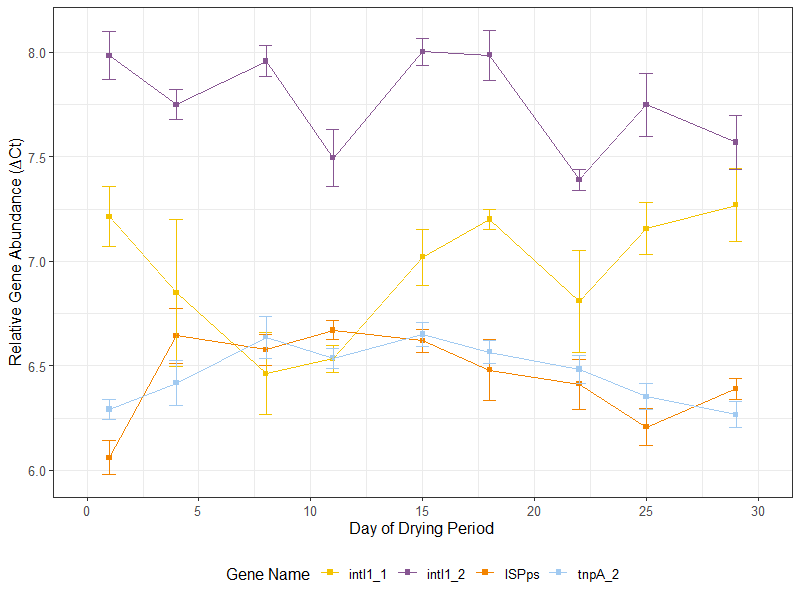 Relative Gene Abundance (ΔCt)
8.0
7.5
7.0
6.5
6.0
0 5 10 15 20 25 30
Day of Drying Period
Gene Name intI1_1 intI1_2 ISPps tnpA_2